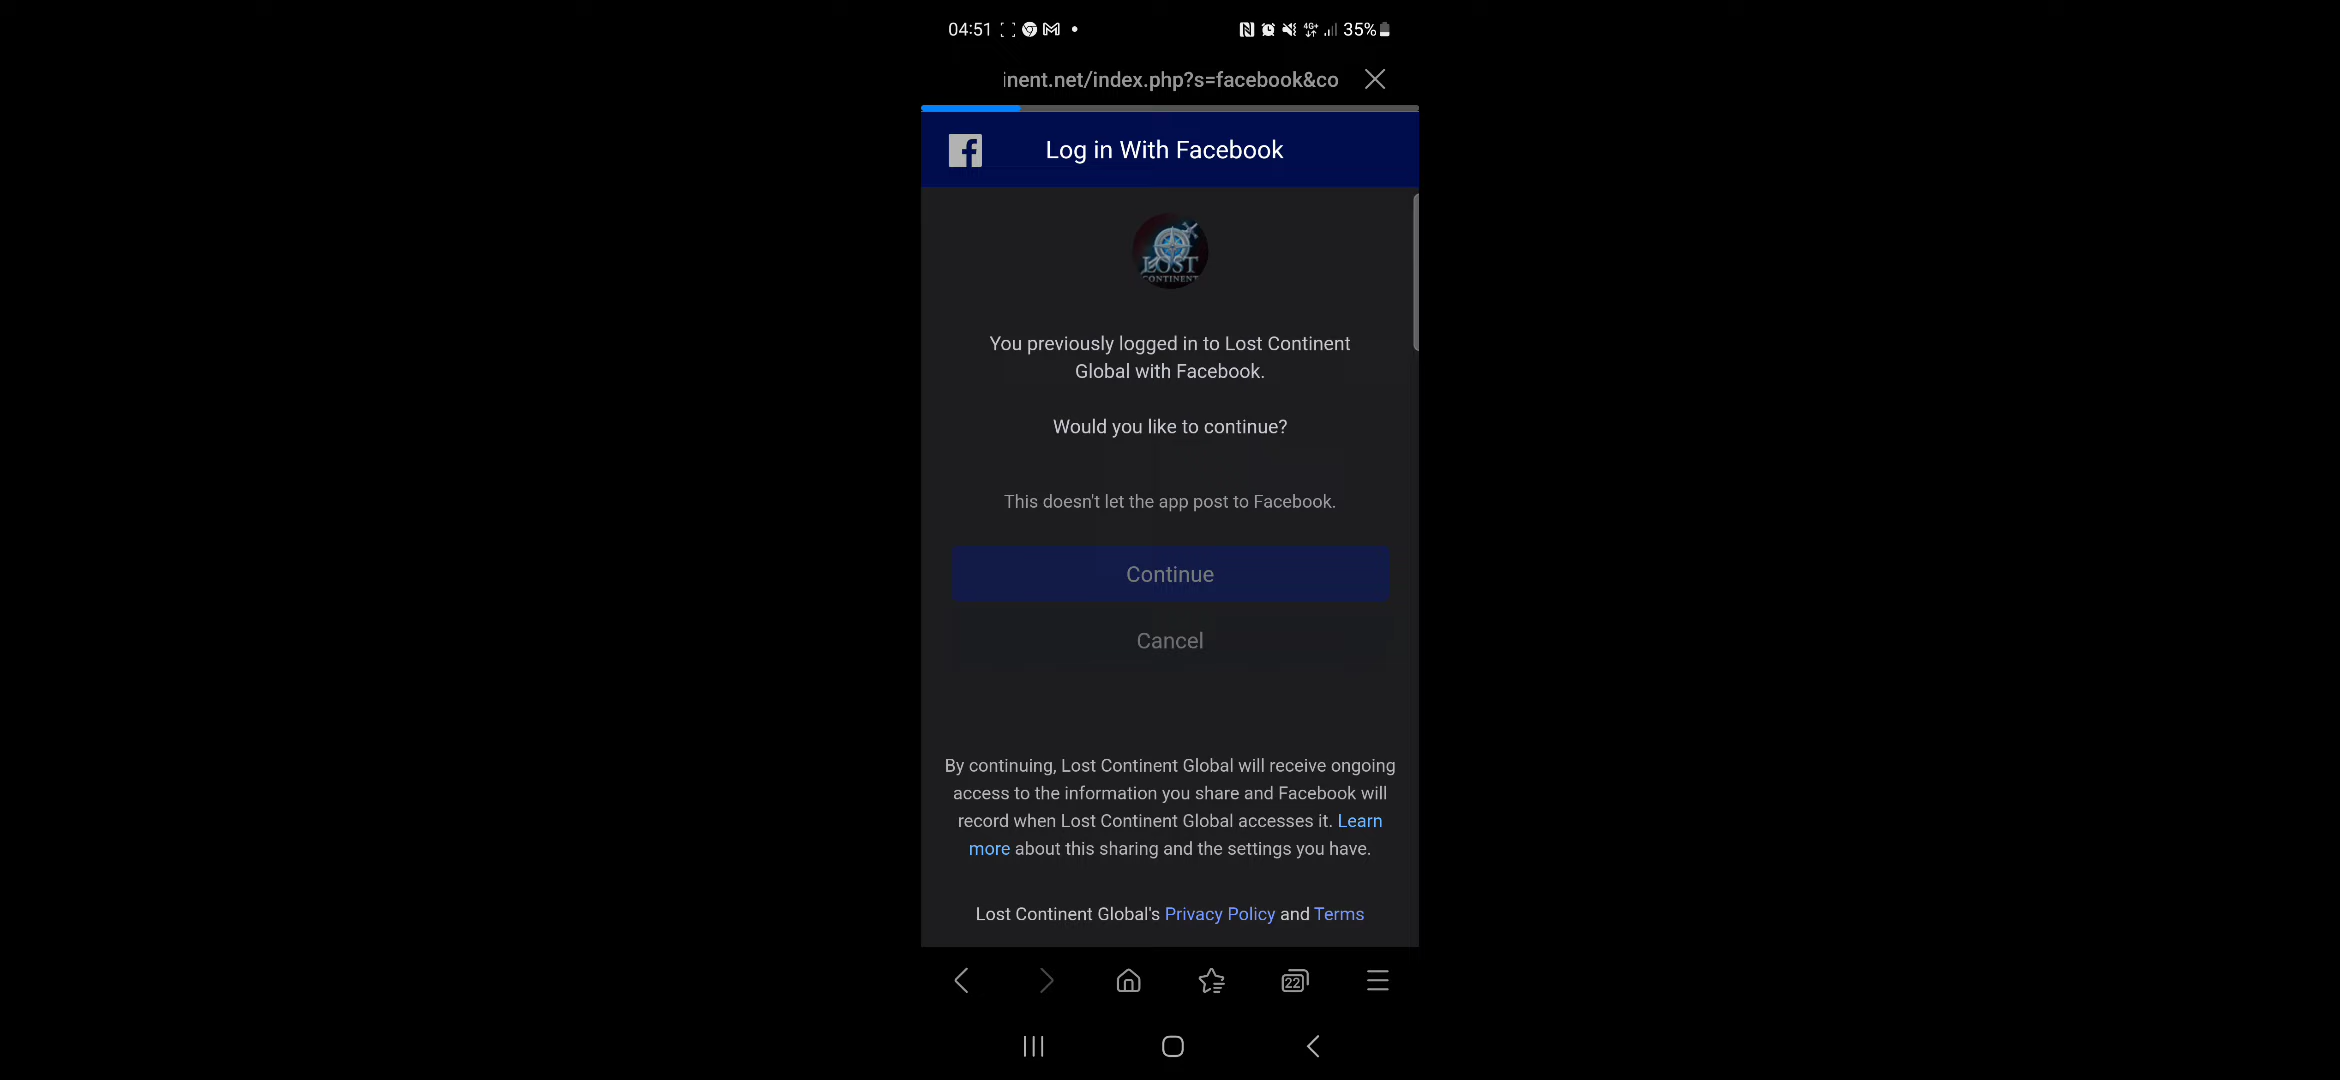 04:51
4G+
35%
inent.net/index.php?s=facebook&co
Log in With Facebook
LOST
CONTINENT
You previously logged in to Lost Continent
Global with Facebook.
Would you like to continue?
This doesn't let the app post to Facebook.
Continue
Cancel
By continuing, Lost Continent Global will receive ongoing
access to the information you share and Facebook will
record when Lost Continent Global accesses it. Learn
more about this sharing and the settings you have.
Lost Continent Global's Privacy Policy and Terms
22